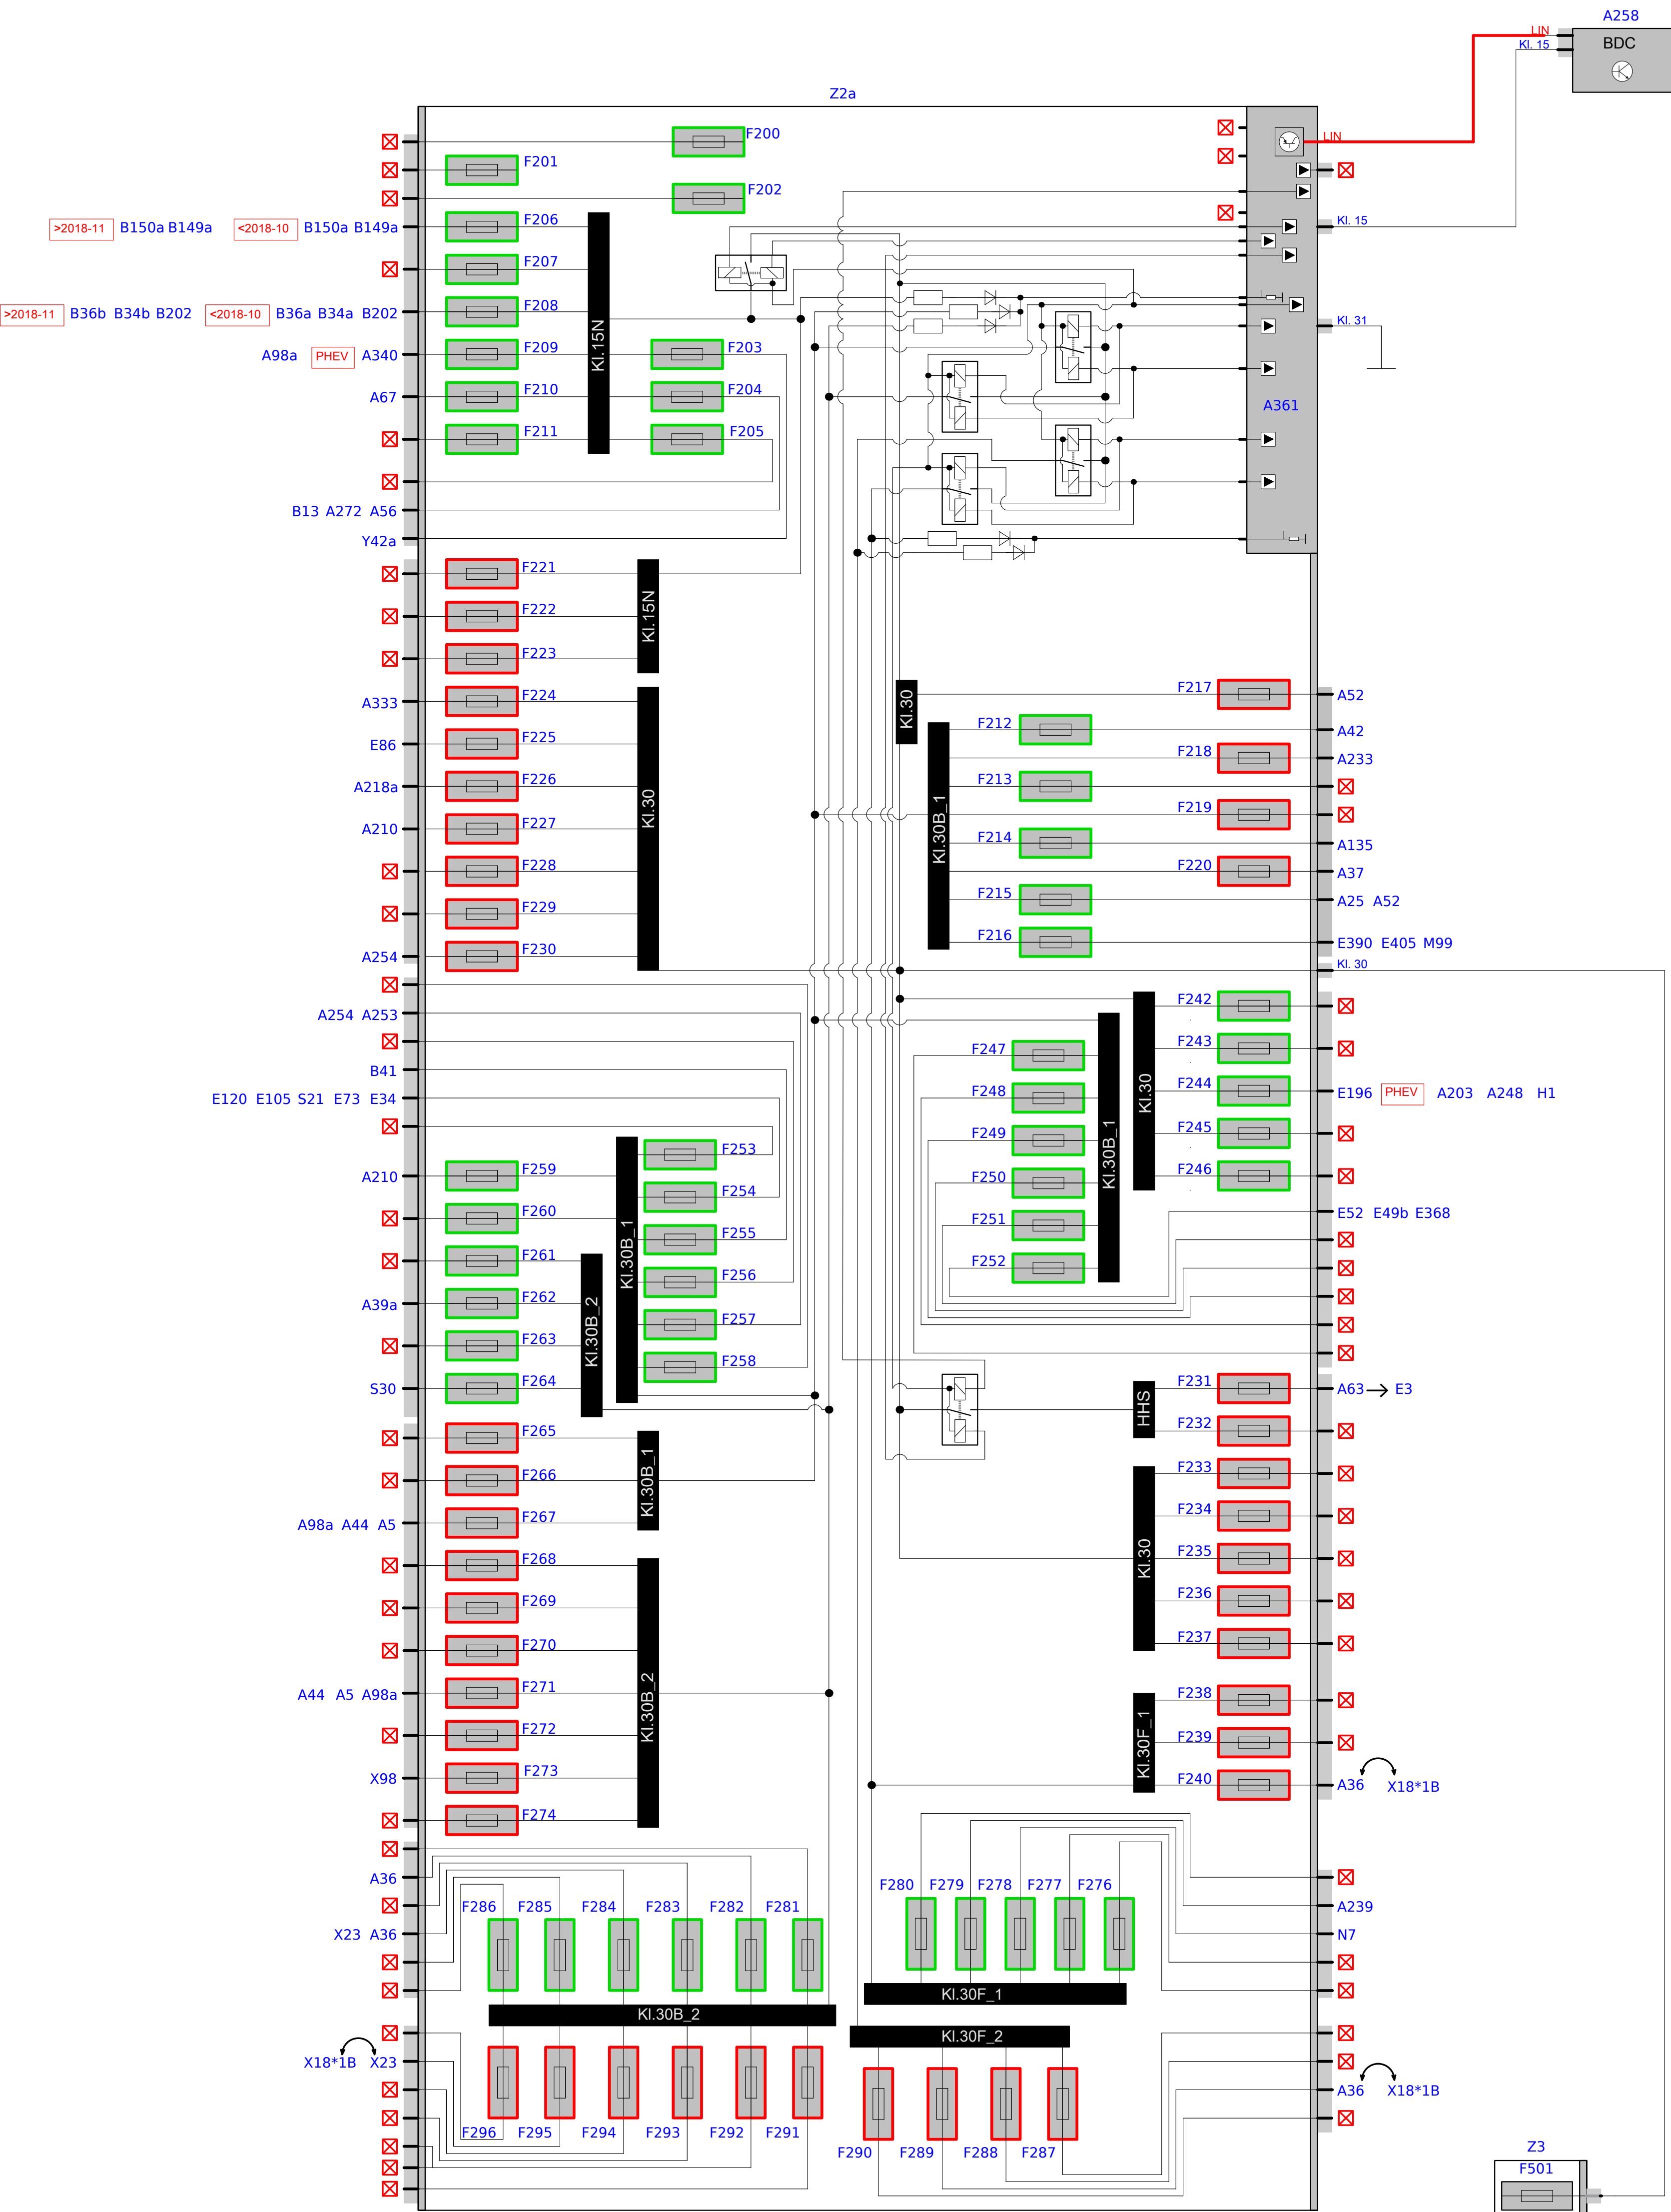 A258
LIN
Kl. 15
BDC
Z2a
F200
LIN
F201
F202
>2018-11 B150a B149a <2018-10 B150a B149a F206 Kl. 15
F207
>2018-11 B36b B34b B202 <2018-10 B36a B34a B202 F208 Kl.15N Kl. 31
A98a PHEV A340 F209 F203
A67 F210 F204 A361
F211 F205
B13 A272 A56
Y42a
F221
F222 Kl.15N
F223
A333 F224 F217 A52
Kl.30
F212 A42
E86 F225 F218 A233
A218a F226 F213
Kl.30 F219
A210 F227 Kl.30B_1 F214 A135
F228 F220 A37
F215 A25 A52
F229
A254 F230 F216 E390 E405 M99
Kl. 30
A254 A253 F242
F247 F243
B41
E120 E105 S21 E73 E34 F248 Kl.30 F244 E196 PHEV A203 A248 H1
F253 F249 Kl.30B_1 F245
A210 F259 F254 F250 F246
F260 F251 E52 E49b E368
F261 Kl.30B_1 F255 F252
F256
A39a F262
Kl.30B_2 F257
F263
F258
S30 F264 HHS F231 A63 E3
F265 F232
Kl.30B_1 F233
F266
A98a A44 A5 F267 F234
F268 Kl.30 F235
F269 F236
F270 F237
A44 A5 A98a F271 Kl.30B_2 F238
F272 Kl.30F_1 F239
X98 F273 F240 A36 X18*1B
F274
A36
F286 F285 F284 F283 F282 F281 F280 F279 F278 F277 F276
A239
X23 A36 N7
Kl.30F_1
Kl.30B_2
Kl.30F_2
X18*1B X23
A36 X18*1B
F296 F295 F294 F293 F292 F291
F290 F289 F288 F287
Z3
F501